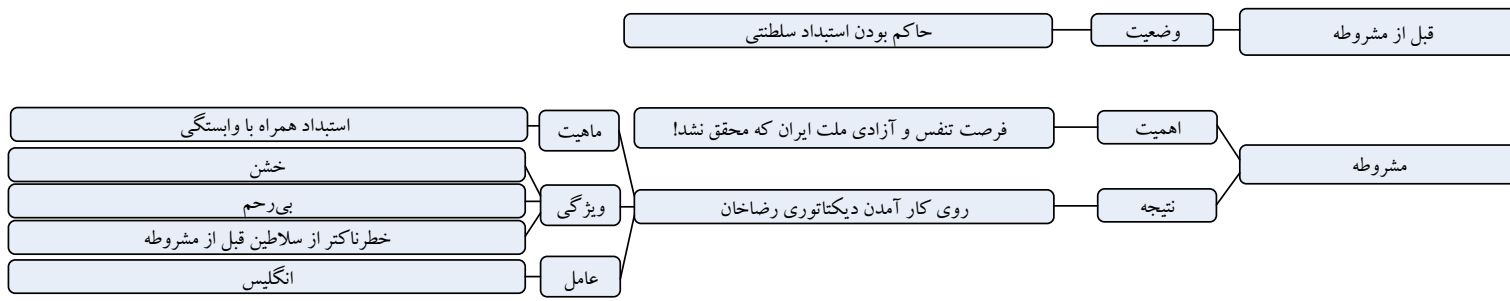 قبل از مشروطه
وضعیت
حاکم بودن استبداد سلطنتی
مشروطه
اهمیت
فرصت تنفس و آزادی ملت ایران که محقق نشد!
نتیجه
روی کار آمدن دیکتاتوری رضاخان
ماهیت
استبداد همراه با وابستگی
ویژگی
خشن
بی‌رحم
خطرناکتر از سلاطین قبل از مشروطه
عامل
انگلیس